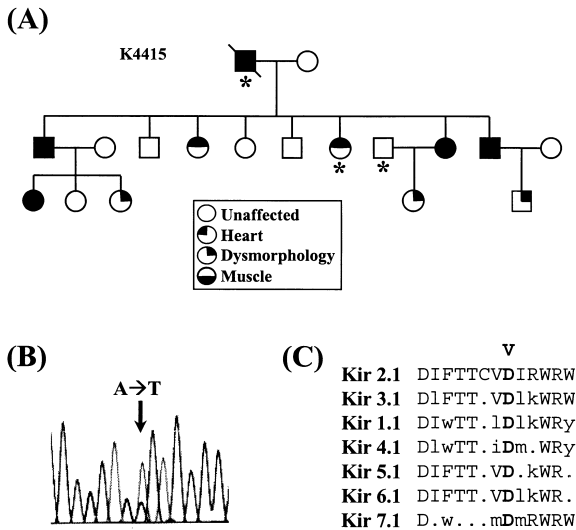 (A)
K4415
*
* *
Unaffected
Heart
Dysmorphology
Muscle
(B)
A→T
(C)
V
Kir 2.1 DIFTTCVDIRWRW
Kir 3.1 DlFTT.VDlkWRW
Kir 1.1 DIwTT.lDlkWRy
Kir 4.1 DlwTT.iDm.WRy
Kir 5.1 DIFTT.VD.kWR.
Kir 6.1 DIFTT.VDlkWR.
Kir 7.1 D.w...mDmRWRW